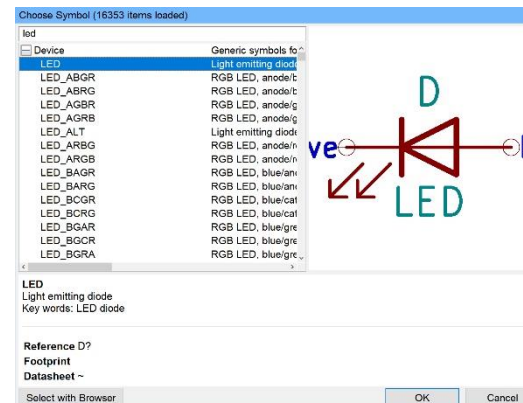 Choose Symbol (16353 items loaded)
led
Device Generic symbols fo
LED Light emitting diode
LED_ABGR RGB LED, anode/b
LED_ABRG RGB LED, anode/b
LED_AGBR RGB LED, anode/g
LED_AGRB RGB LED, anode/g
LED_ALT Light emitting diode
LED_ARBG RGB LED, anode/r
LED_ARGB RGB LED, anode/r
LED_BAGR RGB LED, blue/ano
LED_BARG RGB LED, blue/ano
LED_BCGR RGB LED, blue/cat
LED_BCRG RGB LED, blue/cat
LED_BGAR RGB LED, blue/gre
LED_BGCR RGB LED, blue/gre
LED_BGRA RGB LED, blue/gre
D
ve
LED
LED
Light emitting diode
Key words: LED diode
Reference D?
Footprint
Datasheet ~
Select with Browser OK Cancel